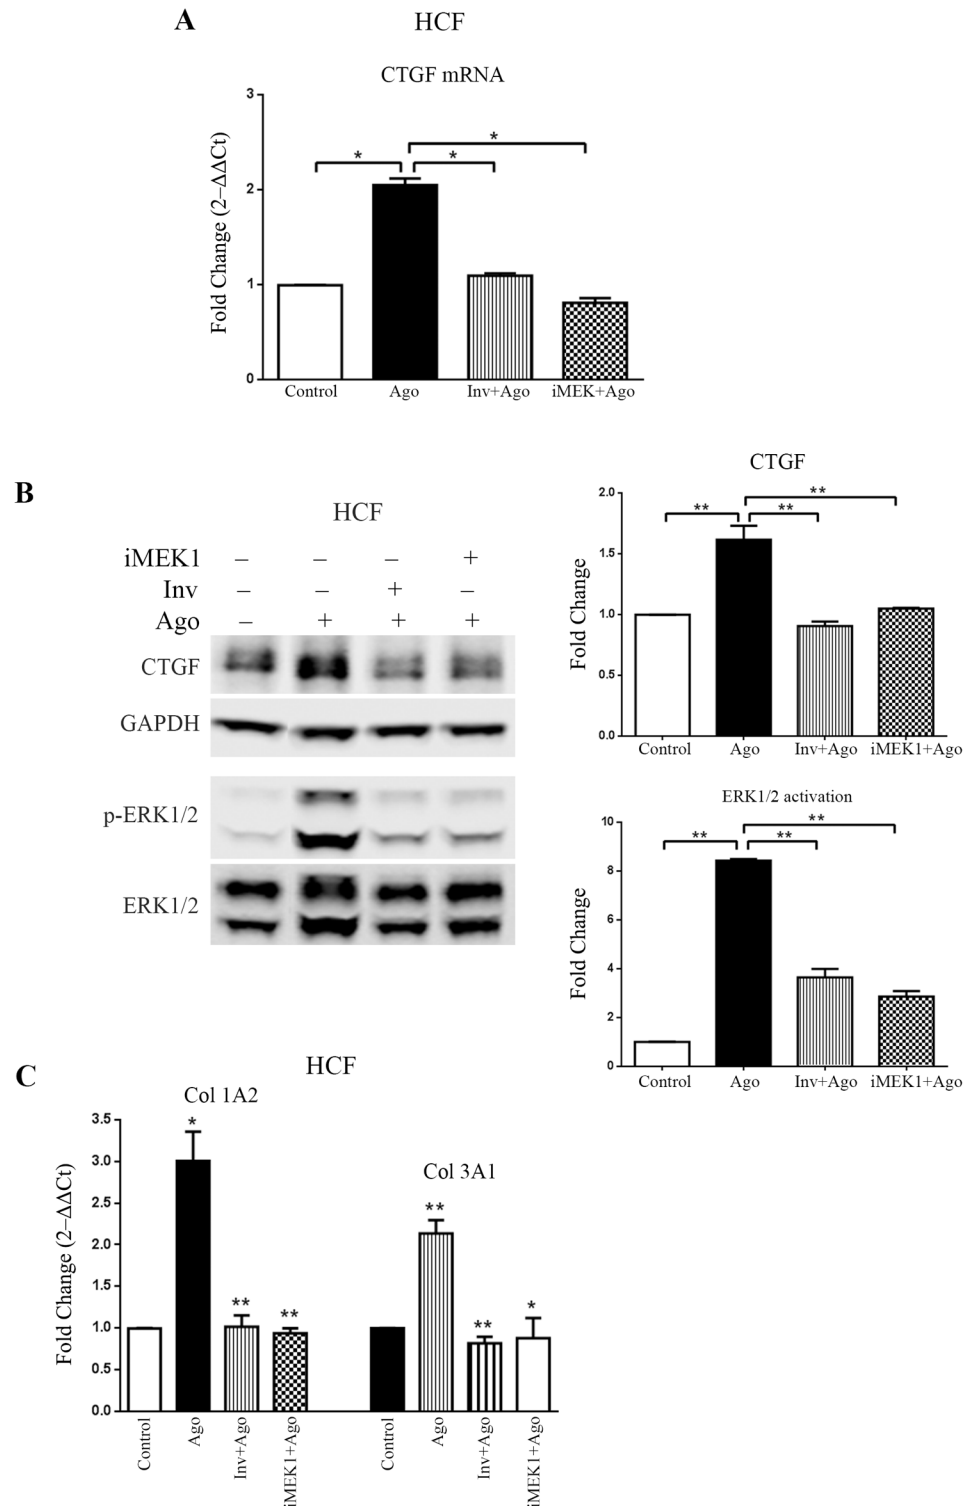 A
HCF
CTGF mRNA
Fold Change (2−ΔΔCt)
3
2
1
0
*
*
*
Control
Ago
Inv+Ago
iMEK+Ago
B
HCF
iMEK1 – – – +
Inv – – + –
Ago – + + +
CTGF
GAPDH
p-ERK1/2
ERK1/2
CTGF
Fold Change
2.0
1.5
1.0
0.5
0.0
**
**
**
Control
Ago
Inv+Ago
iMEK1+Ago
ERK1/2 activation
Fold Change
10
8
6
4
2
0
**
**
**
Control
Ago
Inv+Ago
iMEK1+Ago
C
HCF
Col 1A2
Col 3A1
Fold Change (2−ΔΔCt)
3.5
3.0
2.5
2.0
1.5
1.0
0.5
0.0
*
**
**
**
**
*
Control
Ago
Inv+Ago
iMEK1+Ago
Control
Ago
Inv+Ago
iMEK1+Ago